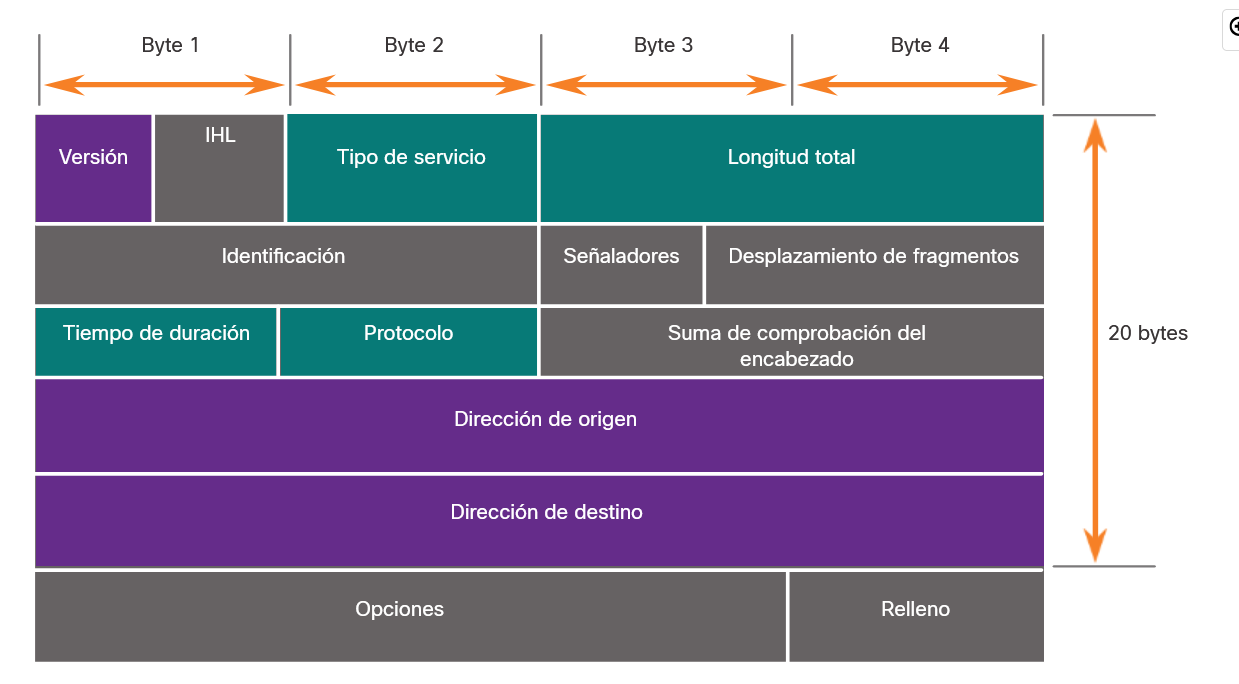 Byte 1
Byte 2
Byte 3
Byte 4
Versión
IHL
Tipo de servicio
Longitud total
Identificación
Señaladores
Desplazamiento de fragmentos
Tiempo de duración
Protocolo
Suma de comprobación del
encabezado
20 bytes
Dirección de origen
Dirección de destino
Opciones
Relleno